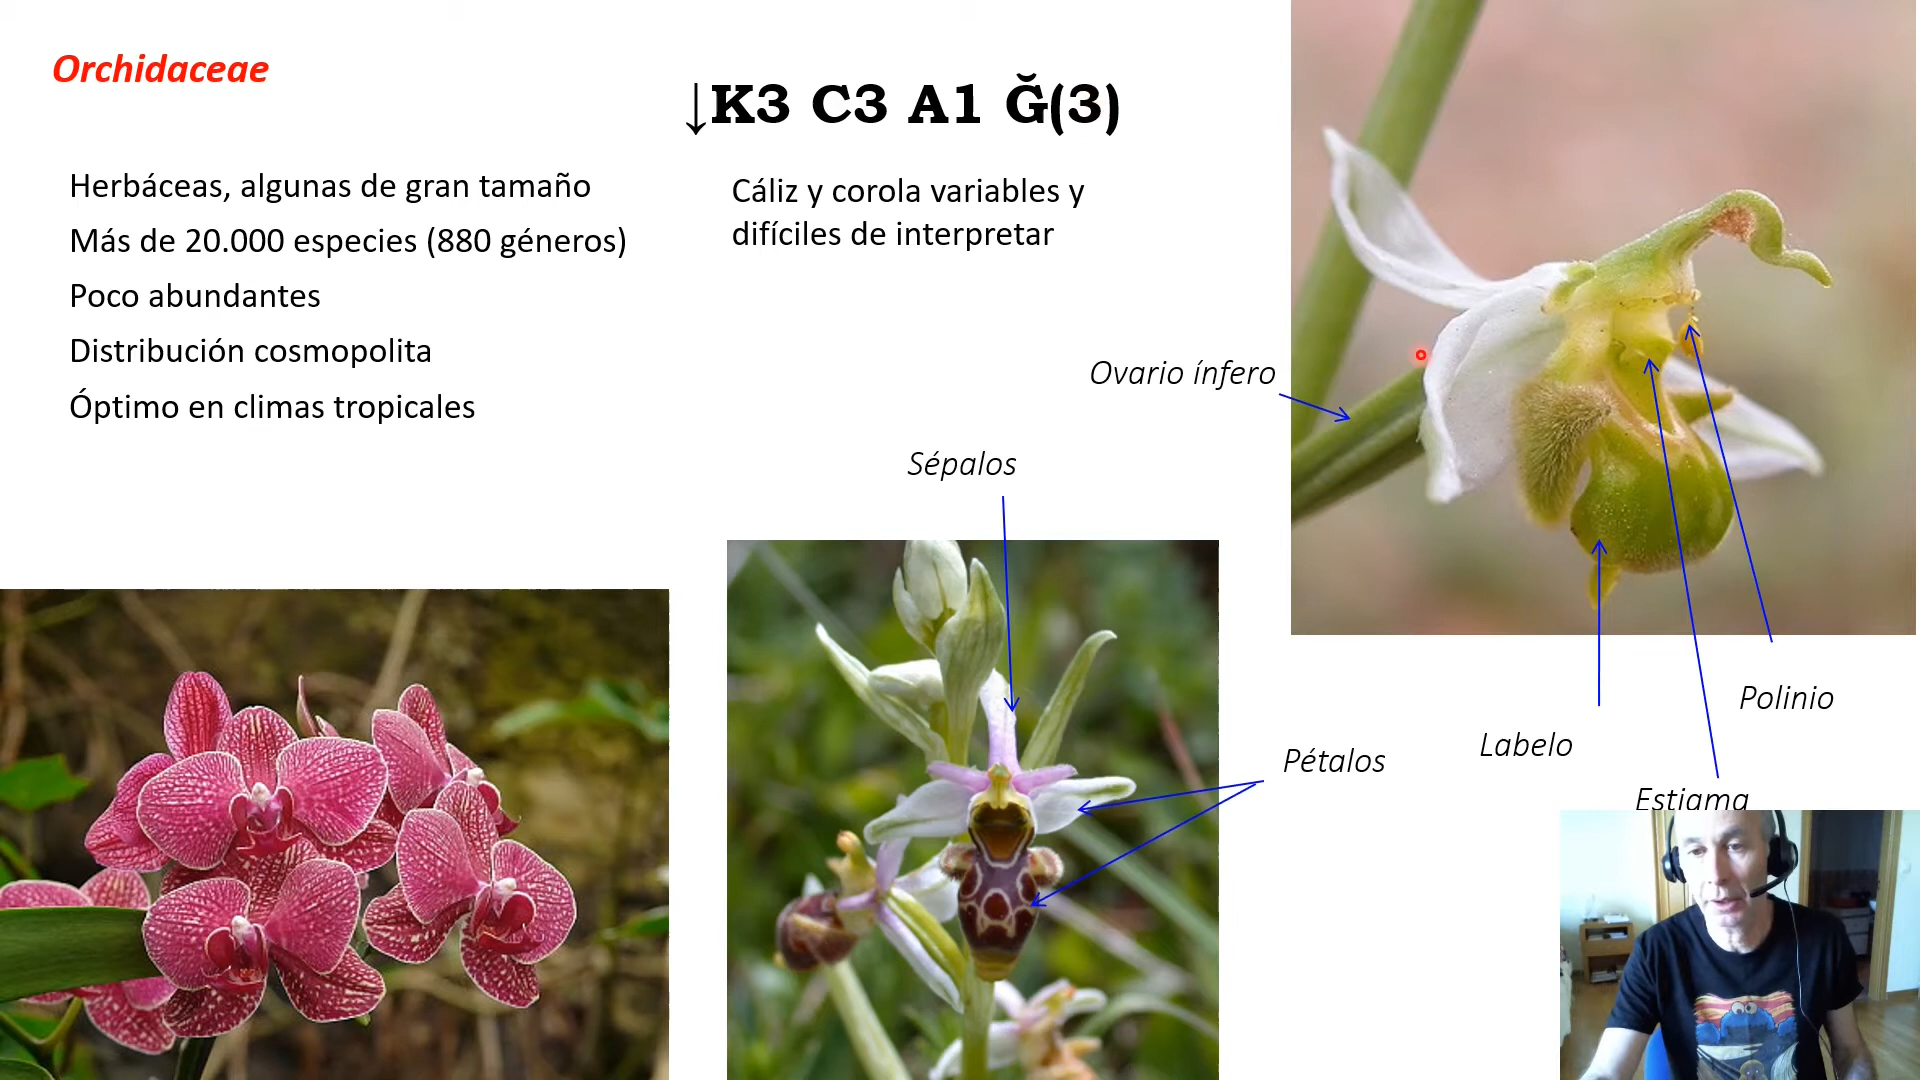 Orchidaceae
↓K3 C3 A1 Ğ(3)
Herbáceas, algunas de gran tamaño
Más de 20.000 especies (880 géneros)
Poco abundantes
Distribución cosmopolita
Óptimo en climas tropicales
Cáliz y corola variables y
difíciles de interpretar
Ovario ínfero
Sépalos
Pétalos
Labelo
Polinio
Estigma